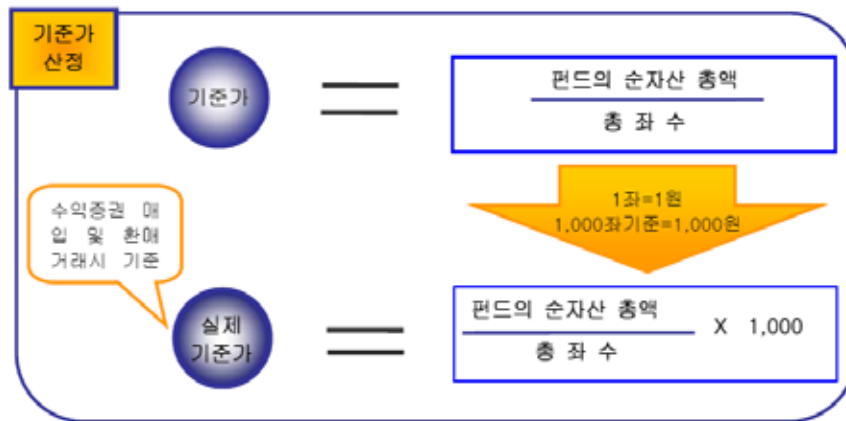 기준가
산정
기준가
펀드의 순자산 총액
총 좌 수
1좌=1원
1,000좌기준=1,000원
수익증권 매
입 및 환매
거래시 기준
실제
기준가
펀드의 순자산 총액
총 좌 수
X 1,000